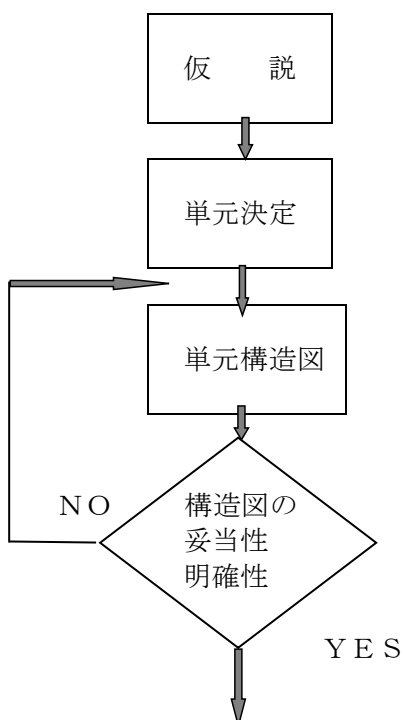 仮　　説
単元決定
単元構造図
ＮＯ
構造図の
妥当性
明確性
ＹＥＳ